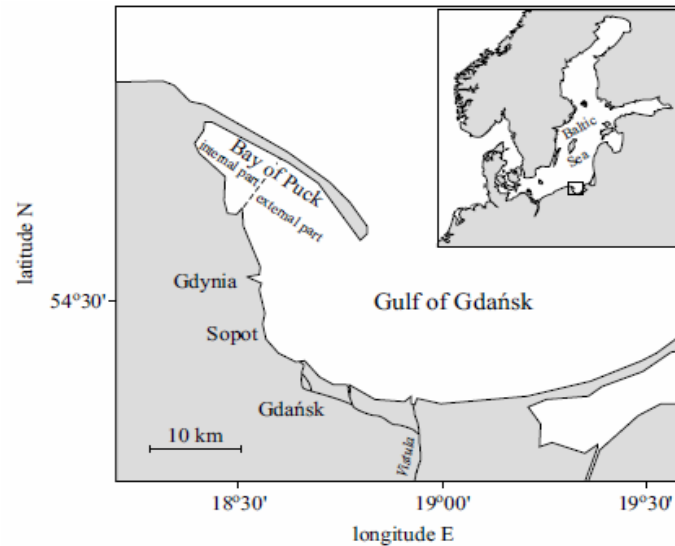 Baltic
Sea
Bay of Puck
internal part
external part
latitude N
Gdynia
54°30'
Gulf of Gdańsk
Sopot
Gdańsk
10 km
Vistula
18°30'
19°00'
19°30'
longitude E